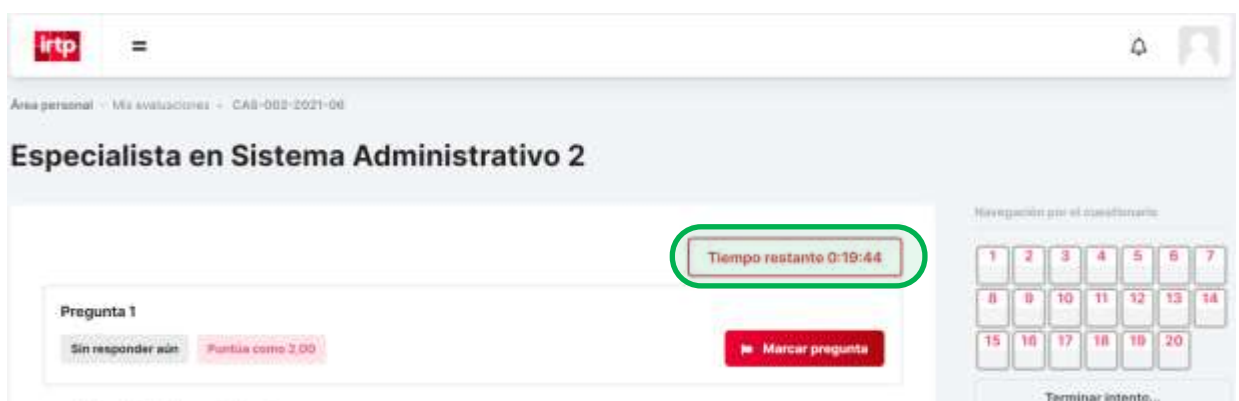 irtp
Área personal - Mis evaluaciones - CAS-002-2021-06
Especialista en Sistema Administrativo 2
Navegación por el cuestionario
Tiempo restante 0:19:44
1 2 3 4 5 6 7
Pregunta 1
8 9 10 11 12 13 14
Sin responder aún Puntúa como 2,00
Marcar pregunta
15 16 17 18 19 20
Terminar intento...